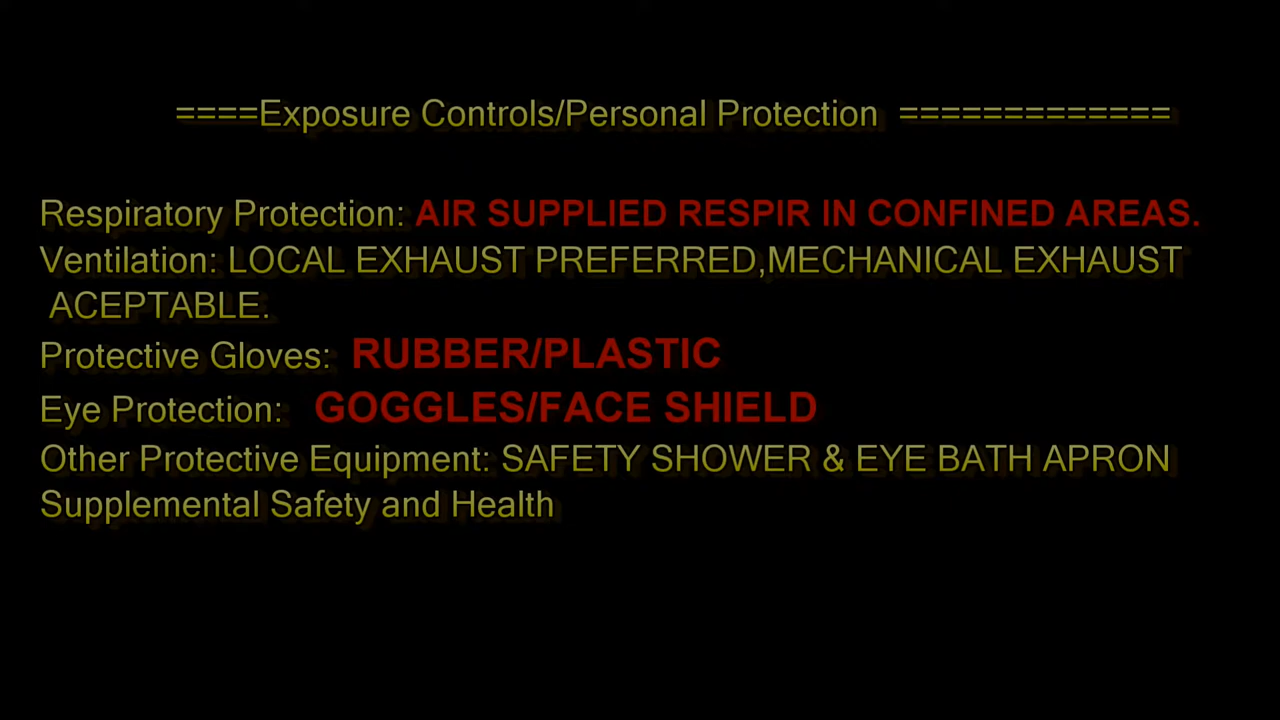 ====Exposure Controls/Personal Protection =============
Respiratory Protection: AIR SUPPLIED RESPIR IN CONFINED AREAS.
Ventilation: LOCAL EXHAUST PREFERRED,MECHANICAL EXHAUST
ACEPTABLE.
Protective Gloves: RUBBER/PLASTIC
Eye Protection: GOGGLES/FACE SHIELD
Other Protective Equipment: SAFETY SHOWER & EYE BATH APRON
Supplemental Safety and Health